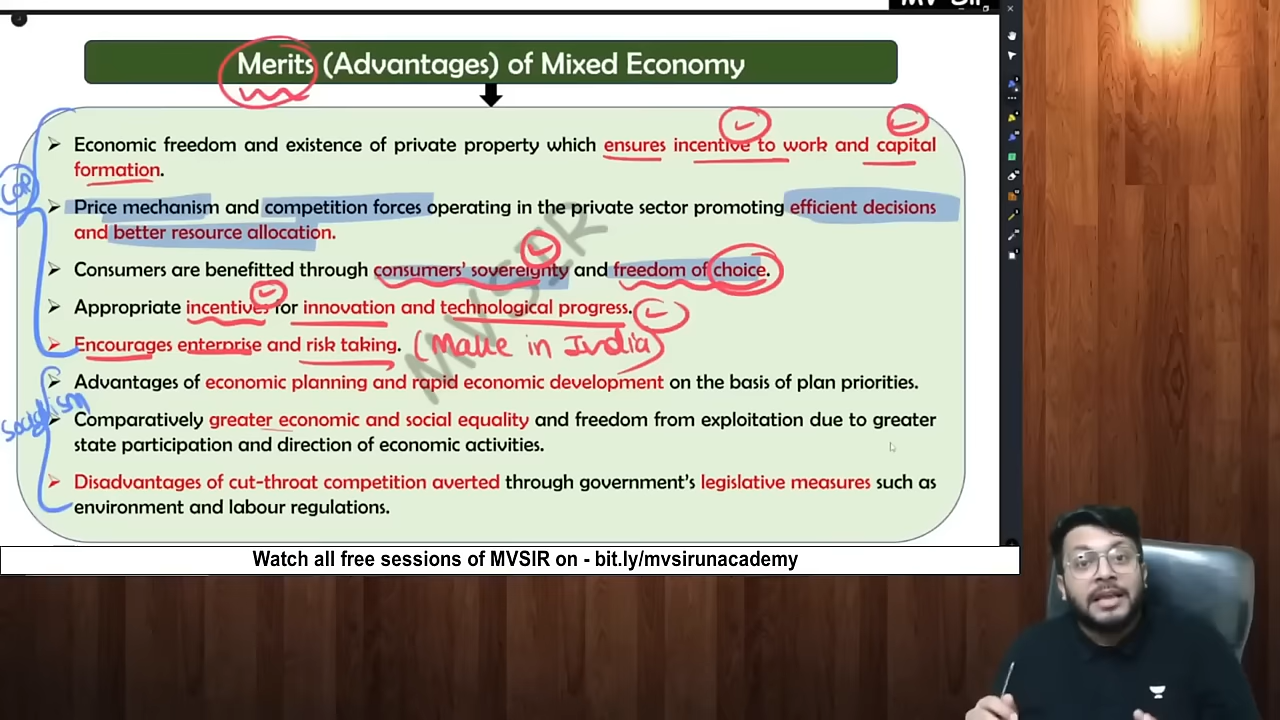 MV Sir
Merits (Advantages) of Mixed Economy
Economic freedom and existence of private property which ensures incentive to work and capital
formation.
Price mechanism and competition forces operating in the private sector promoting efficient decisions
and better resource allocation.
Consumers are benefitted through consumers' sovereignty and freedom of choice.
Appropriate incentives for innovation and technological progress.
Encourages enterprise and risk taking. (Make in India)
Advantages of economic planning and rapid economic development on the basis of plan priorities.
Comparatively greater economic and social equality and freedom from exploitation due to greater
state participation and direction of economic activities.
Disadvantages of cut-throat competition averted through government's legislative measures such as
environment and labour regulations.
Socialism
MVSIR
Watch all free sessions of MVSIR on - bit.ly/mvsirunacademy